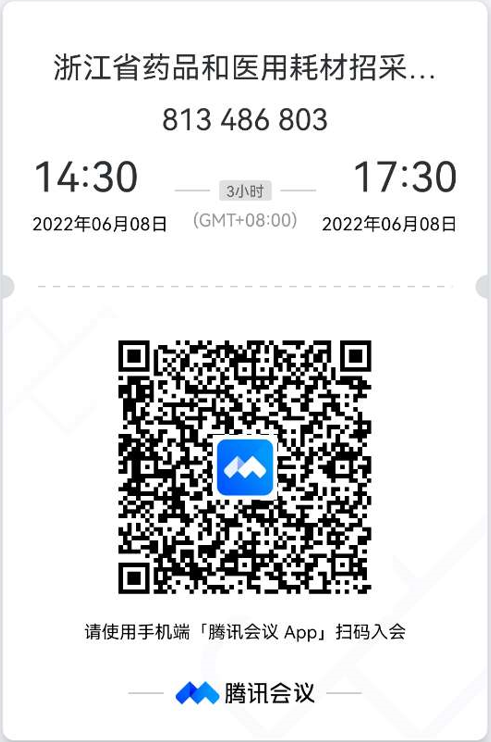 浙江省药品和医用耗材招采...
813 486 803
14:30
3小时
17:30
2022年06月08日
(GMT+08:00)
2022年06月08日
请使用手机端「腾讯会议 App」扫码入会
腾讯会议